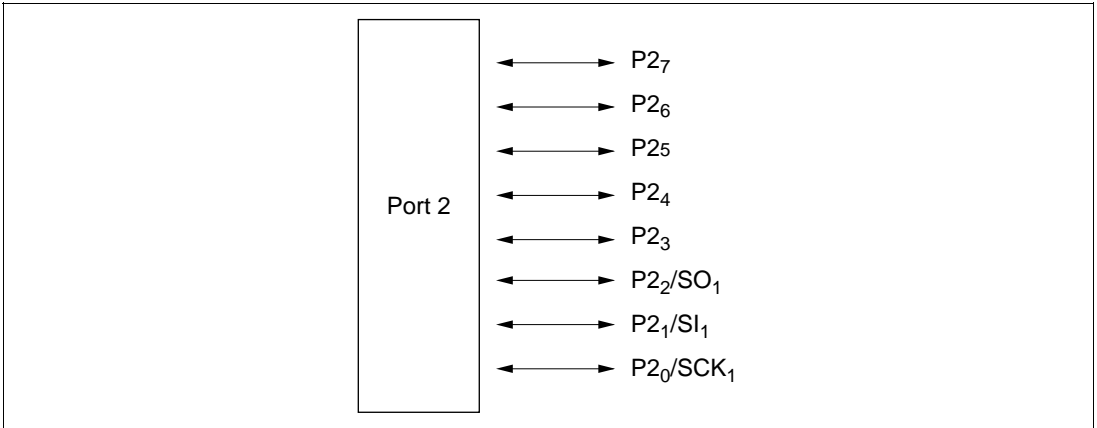 P2₇
P2₆
P25
P2₄
Port 2
P2₃
P2₂/SO₁
P2₁/SI₁
P2₀/SCK₁